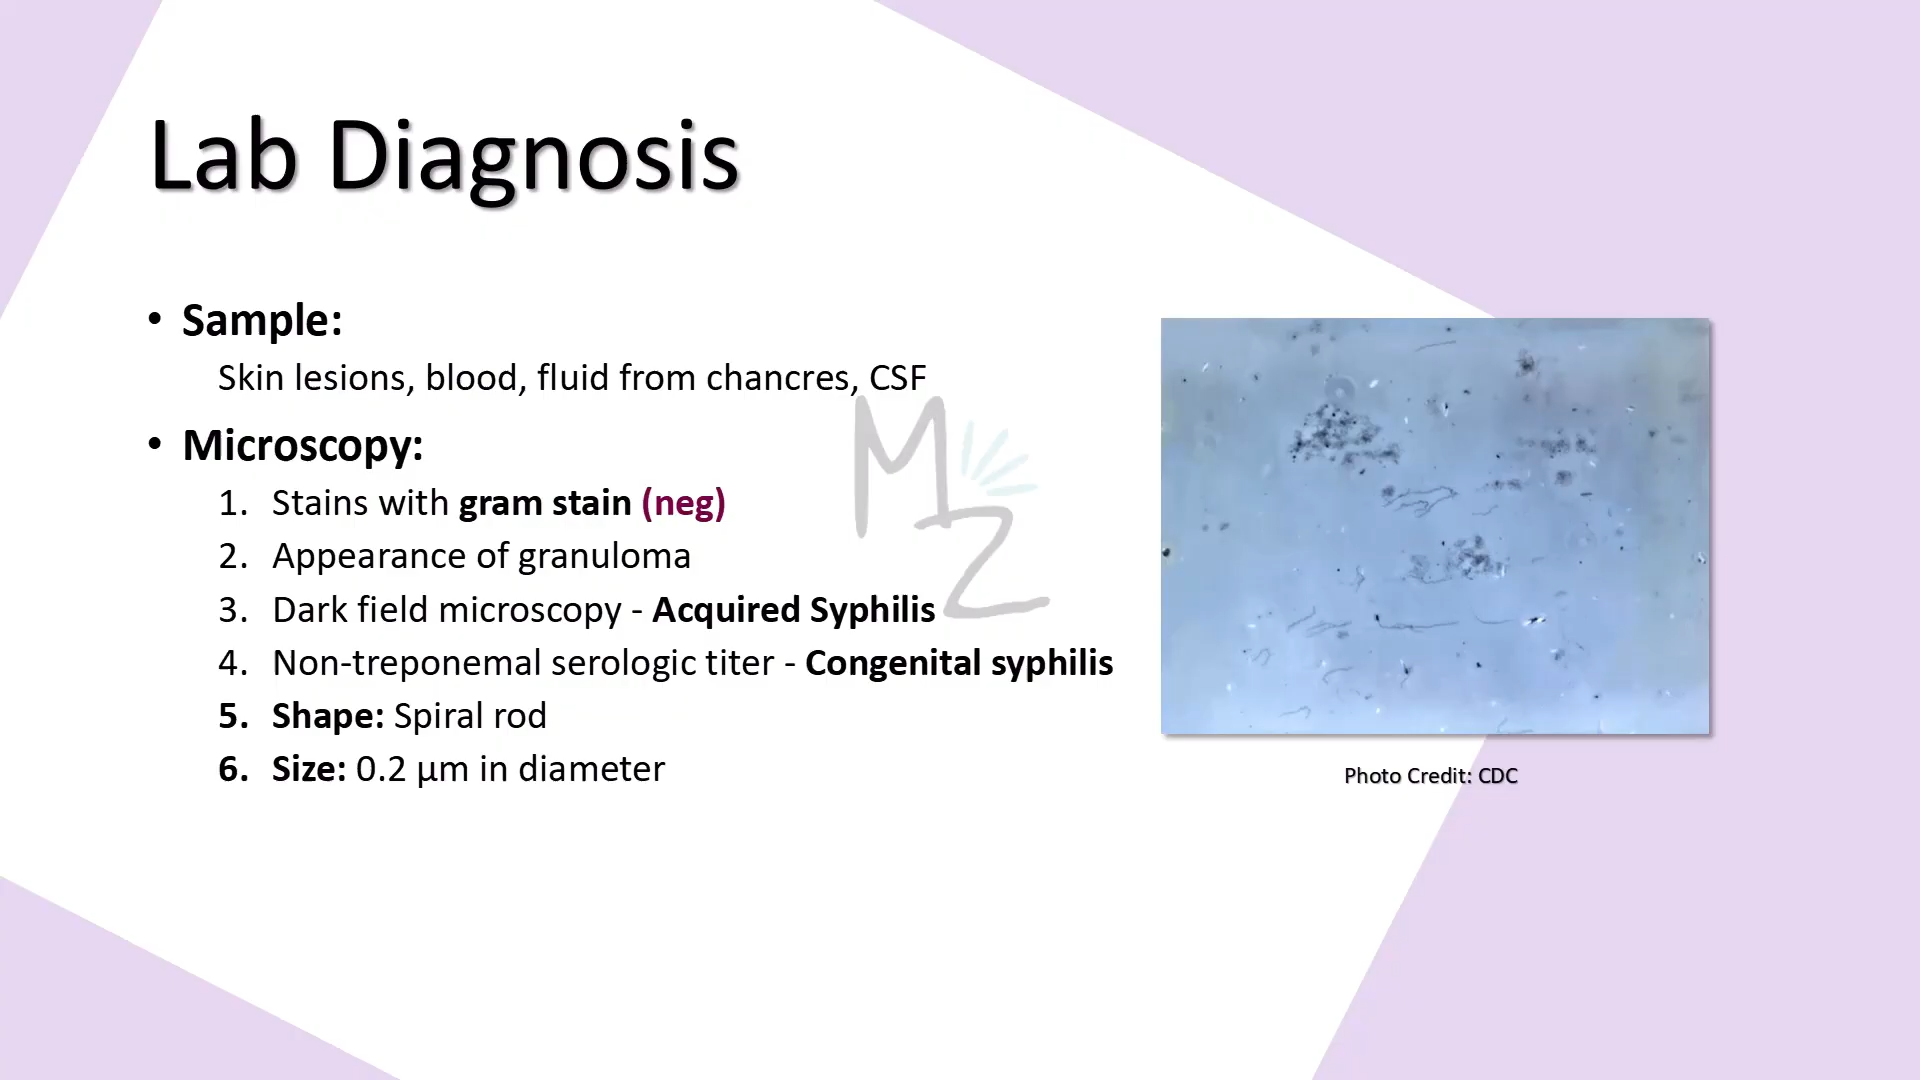 Lab Diagnosis
• Sample:
Skin lesions, blood, fluid from chancres, CSF
• Microscopy:
1. Stains with gram stain (neg)
2. Appearance of granuloma
3. Dark field microscopy - Acquired Syphilis
4. Non-treponemal serologic titer - Congenital syphilis
5. Shape: Spiral rod
6. Size: 0.2 µm in diameter
MZ
Photo Credit: CDC